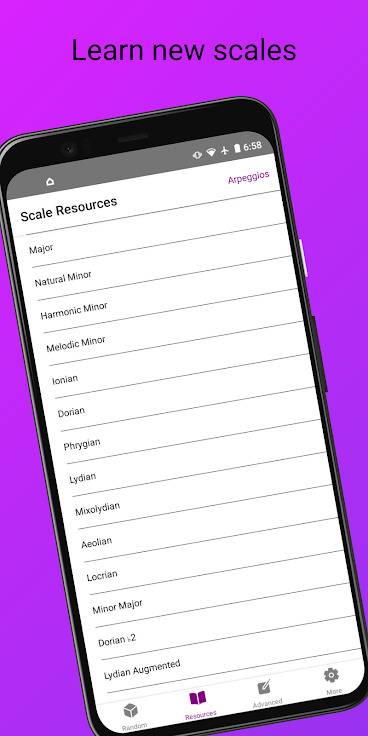 Learn new scales
6:58
Scale Resources
Arpeggios
Major
Natural Minor
Harmonic Minor
Melodic Minor
Ionian
Dorian
Phrygian
Lydian
Mixolydian
Aeolian
Locrian
Minor Major
Dorian ♭2
Lydian Augmented
Random
Resources
Advanced
More